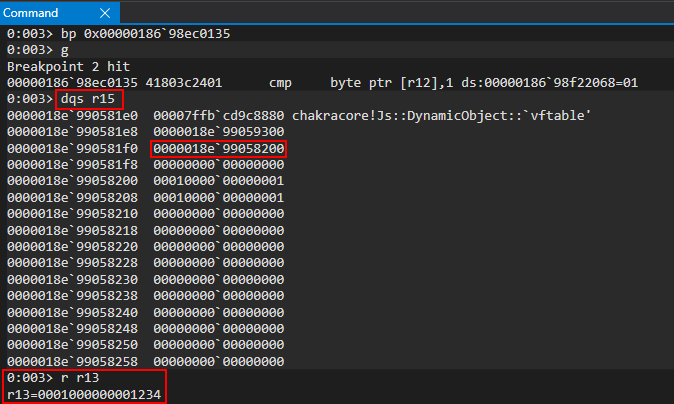 Command
0:003> bp 0x00000186`98ec0135
0:003> g
Breakpoint 2 hit
00000186`98ec0135 41803c2401 cmp byte ptr [r12],1 ds:00000186`98f22068=01
0:003> dqs r15
0000018e`990581e0 00007ffb`cd9c8880 chakracore!Js::DynamicObject::`vftable'
0000018e`990581e8 0000018e`99059300
0000018e`990581f0 0000018e`99058200
0000018e`990581f8 00000000`00000000
0000018e`99058200 00010000`00000001
0000018e`99058208 00010000`00000001
0000018e`99058210 00000000`00000000
0000018e`99058218 00000000`00000000
0000018e`99058220 00000000`00000000
0000018e`99058228 00000000`00000000
0000018e`99058230 00000000`00000000
0000018e`99058238 00000000`00000000
0000018e`99058240 00000000`00000000
0000018e`99058248 00000000`00000000
0000018e`99058250 00000000`00000000
0000018e`99058258 00000000`00000000
0:003> r r13
r13=0001000000001234